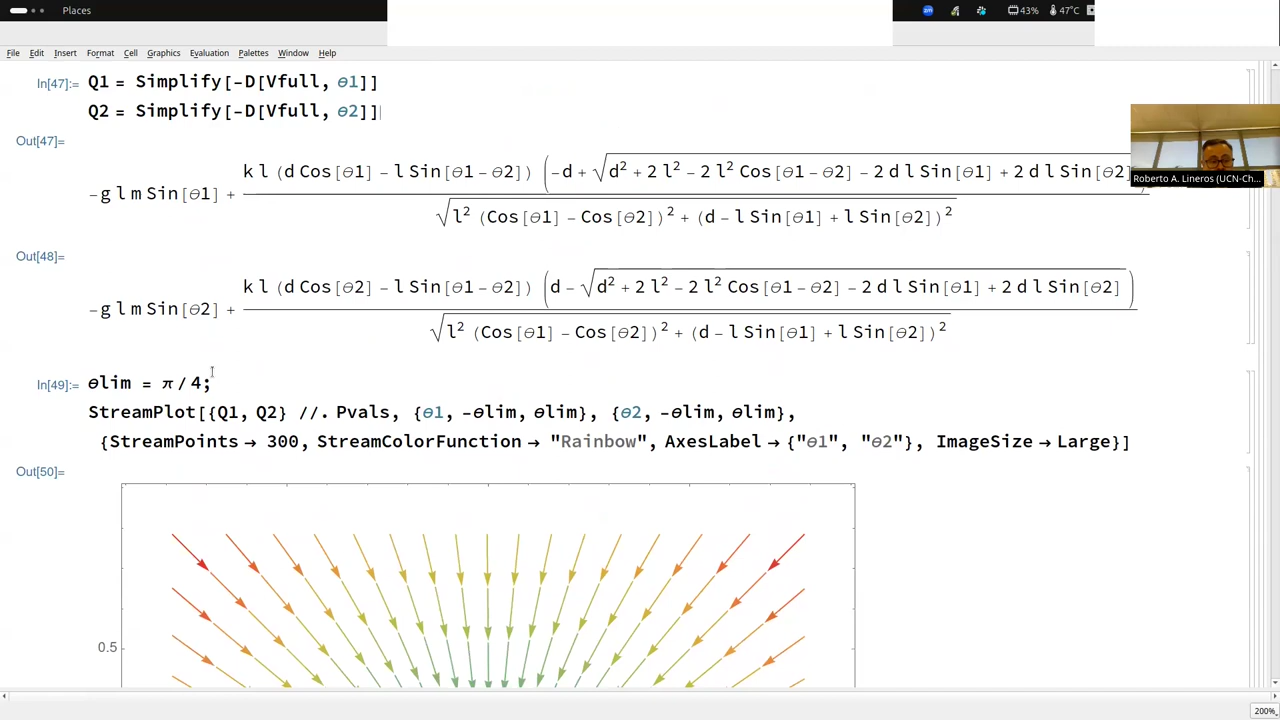 Places
43%
47°C
File Edit Insert Format Cell Graphics Evaluation Palettes Window Help
In[47]:= Q1 = Simplify[-D[Vfull, θ1]]
Q2 = Simplify[-D[Vfull, θ2]]
Out[47]=
-g l m Sin[θ1] + k l (d Cos[θ1] - l Sin[θ1 - θ2]) (-d + √d² + 2 l² - 2 l² Cos[θ1 - θ2] - 2 d l Sin[θ1] + 2 d l Sin[θ2]
√l² (Cos[θ1] - Cos[θ2])² + (d - l Sin[θ1] + l Sin[θ2])²
Roberto A. Lineros (UCN-Ch...
Out[48]=
-g l m Sin[θ2] + k l (d Cos[θ2] - l Sin[θ1 - θ2]) (d - √d² + 2 l² - 2 l² Cos[θ1 - θ2] - 2 d l Sin[θ1] + 2 d l Sin[θ2])
√l² (Cos[θ1] - Cos[θ2])² + (d - l Sin[θ1] + l Sin[θ2])²
In[49]:= θlim = π / 4;
StreamPlot[{Q1, Q2} //. Pvals, {θ1, -θlim, θlim}, {θ2, -θlim, θlim},
{StreamPoints → 300, StreamColorFunction → "Rainbow", AxesLabel → {"θ1", "θ2"}, ImageSize → Large}]
Out[50]=
0.5
200%